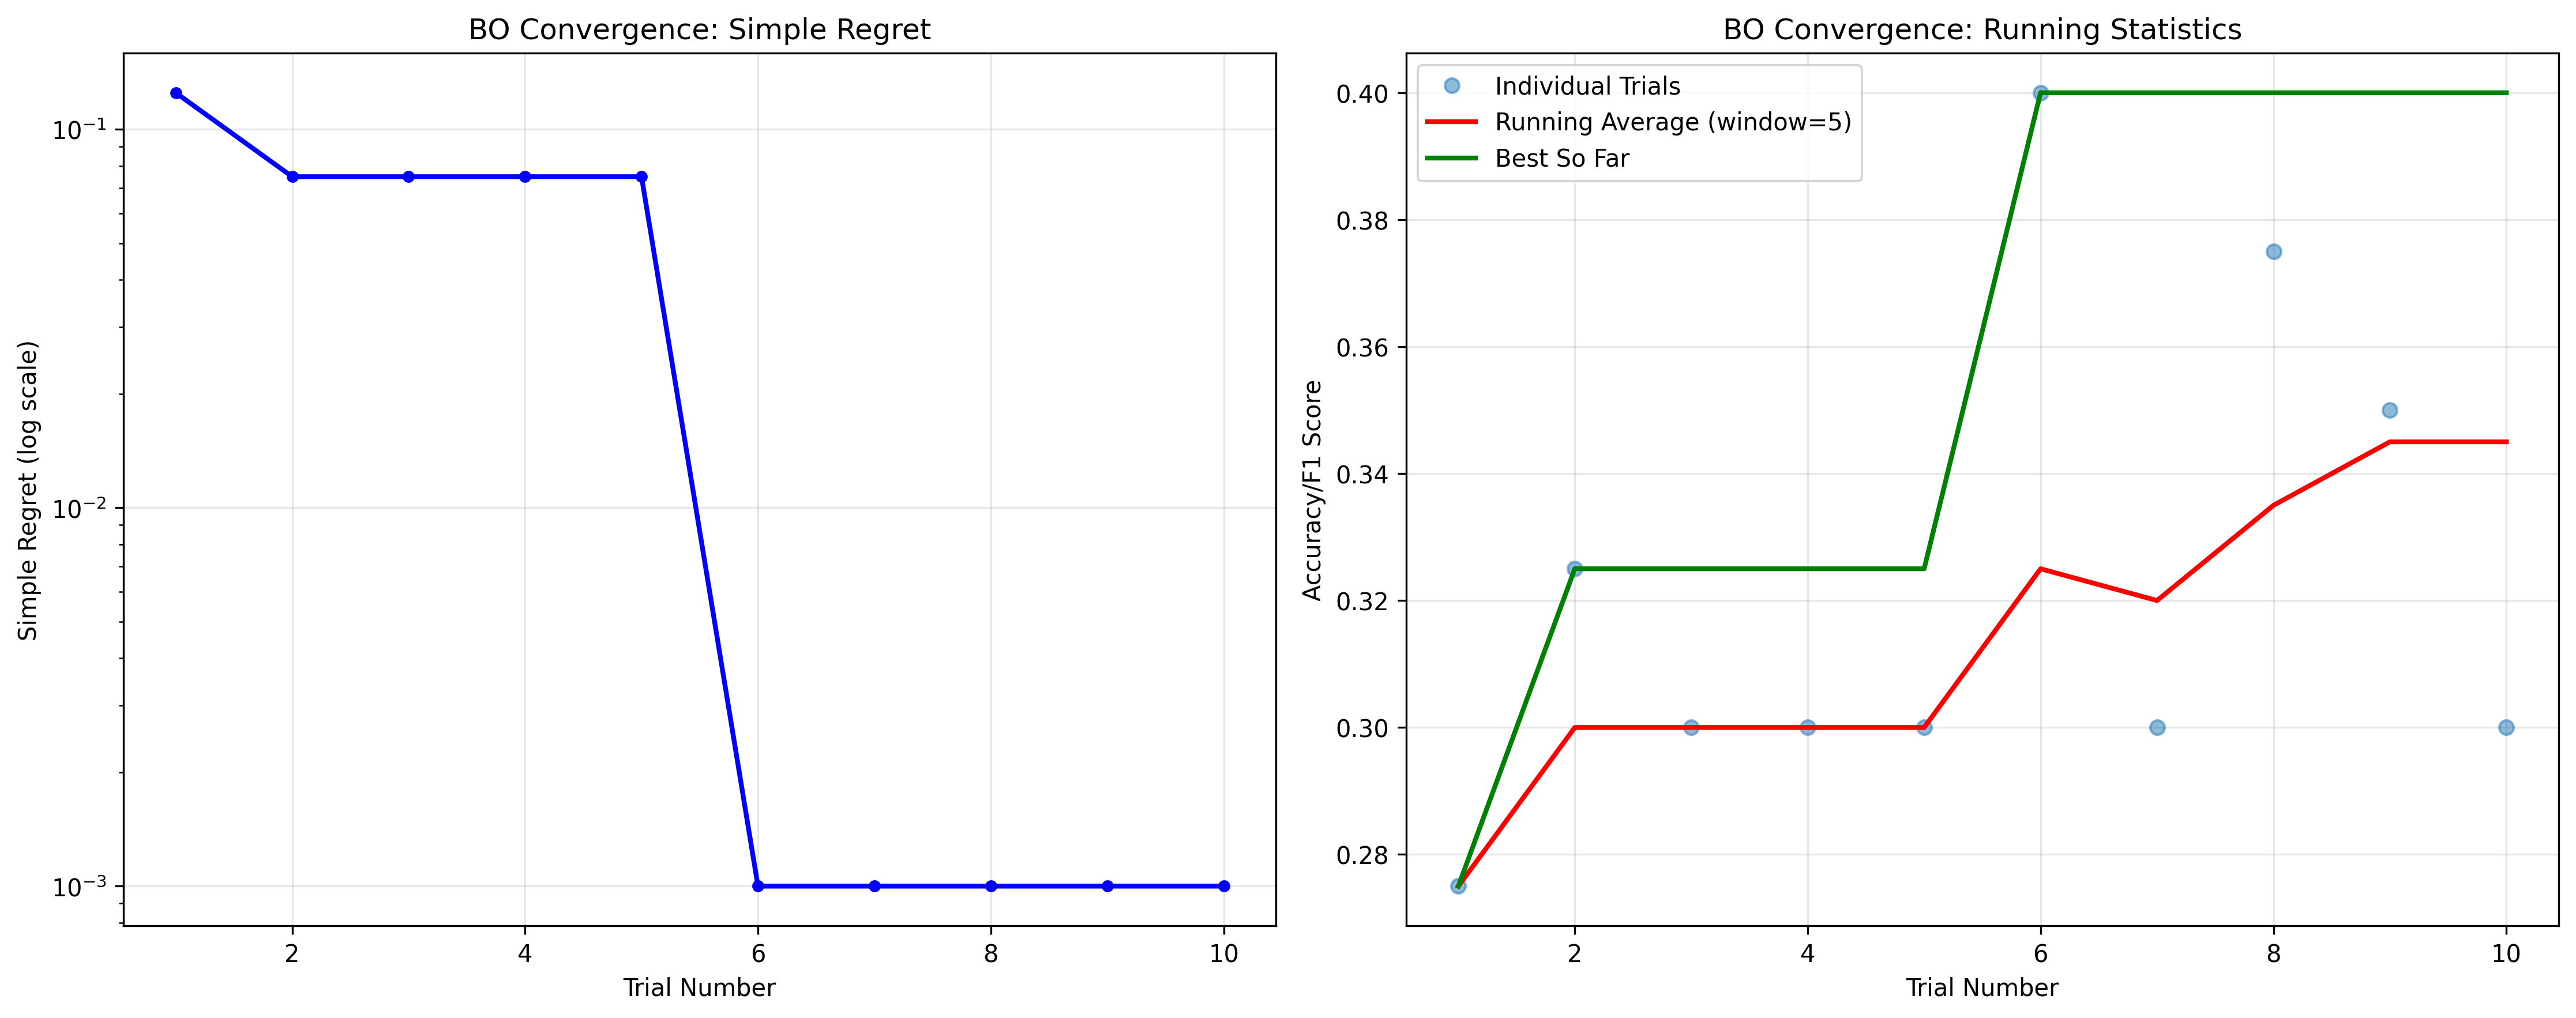 BO Convergence: Simple Regret
Simple Regret (log scale)
10⁻¹
10⁻²
10⁻³
2 4 6 8 10
Trial Number
BO Convergence: Running Statistics
Individual Trials
Running Average (window=5)
Best So Far
Accuracy/F1 Score
0.40
0.38
0.36
0.34
0.32
0.30
0.28
2 4 6 8 10
Trial Number